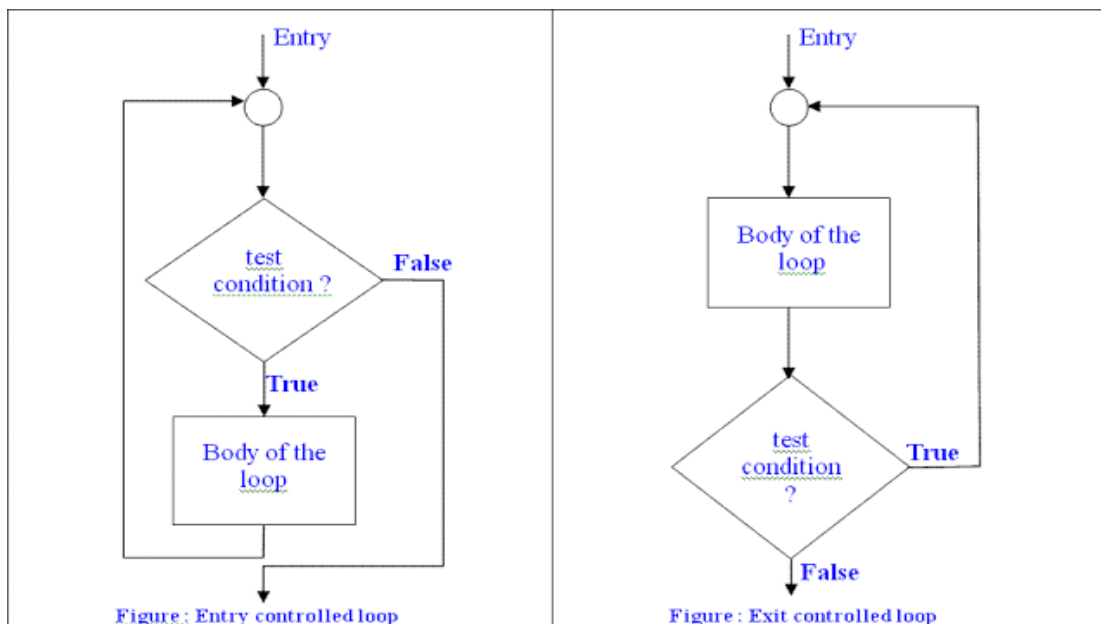 Entry
test
condition ?
False
True
Body of the
loop
Figure : Entry controlled loop
Entry
Body of the
loop
test
condition
?
True
False
Figure : Exit controlled loop